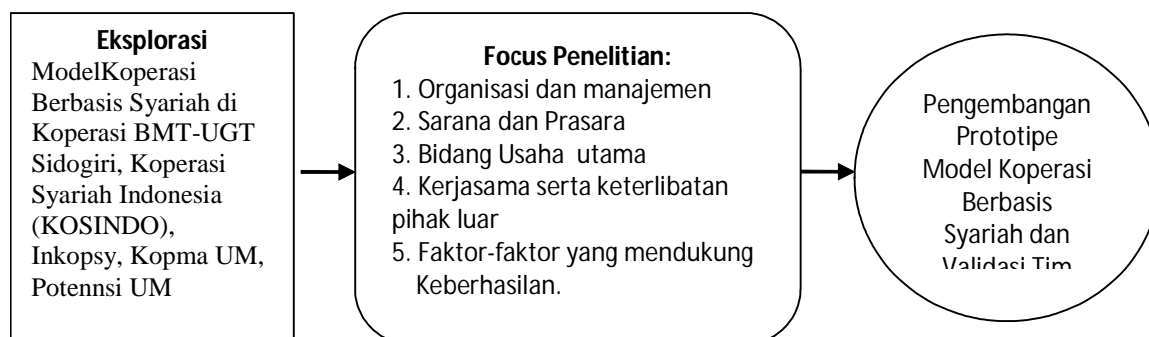 Eksplorasi
ModelKoperasi
Berbasis Syariah di
Koperasi BMT-UGT
Sidogiri, Koperasi
Syariah Indonesia
(KOSINDO),
Inkopsy, Kopma UM,
Potennsi UM
Focus Penelitian:
1. Organisasi dan manajemen
2. Sarana dan Prasara
3. Bidang Usaha utama
4. Kerjasama serta keterlibatan
pihak luar
5. Faktor-faktor yang mendukung
Keberhasilan.
Pengembangan
Prototipe
Model Koperasi
Berbasis
Syariah dan
Validasi Tim